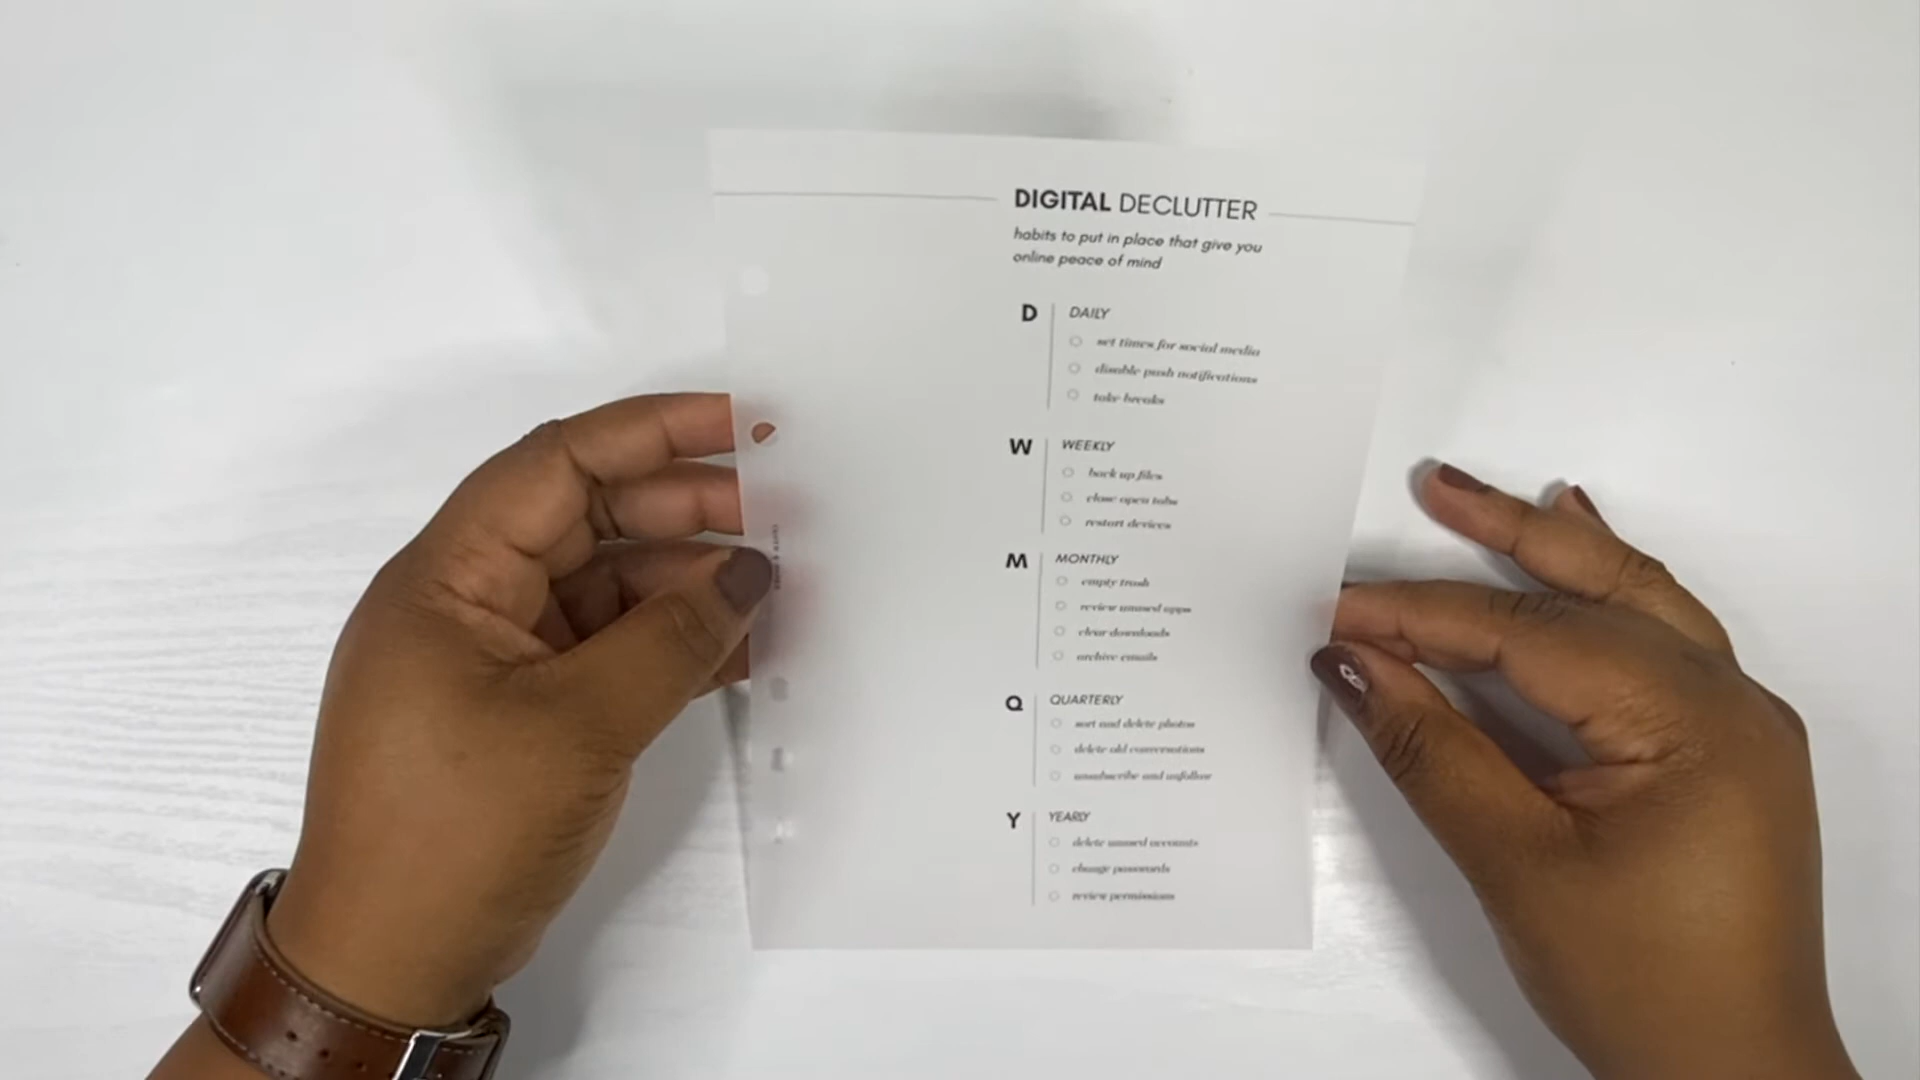 DIGITAL DECLUTTER
habits to put in place that give you
online peace of mind
D
DAILY
set times for social media
disable push notifications
take breaks
W
WEEKLY
back up files
close open tabs
restart devices
M
MONTHLY
empty trash
review unused apps
clear downloads
archive emails
Q
QUARTERLY
sort and delete photos
delete old conversations
unsubscribe and unfollow
Y
YEARLY
delete unused accounts
change passwords
review permissions